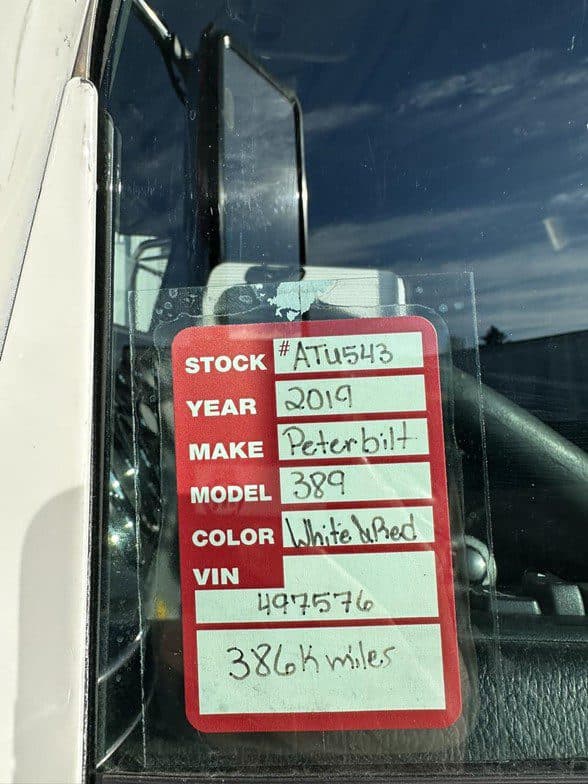 STOCK #ATU543
YEAR 2019
MAKE Peterbilt
MODEL 389
COLOR White & Red
VIN
497576
386K miles